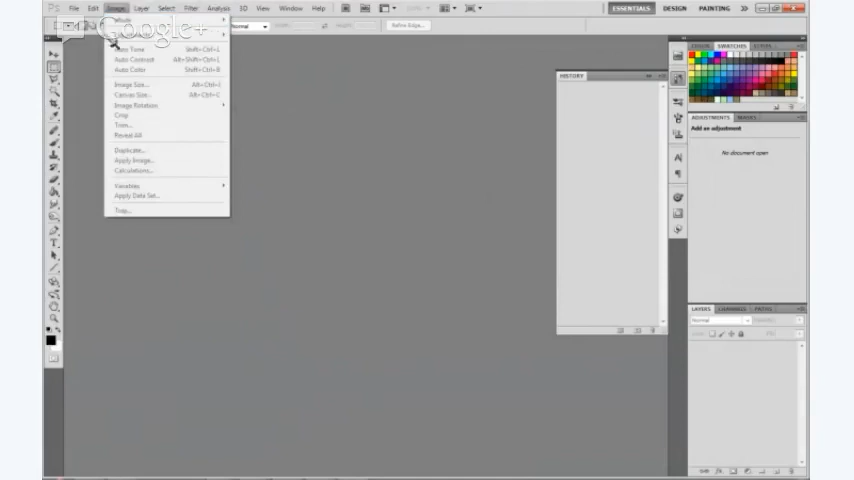 Ps File Edit Image Layer Select Filter Analysis 3D View Window Help
ESSENTIALS DESIGN PAINTING
Google+
Normal
Refine Edge...
Mode
Auto Tone Shift+Ctrl+L
Auto Contrast Alt+Shift+Ctrl+L
Auto Color Shift+Ctrl+B
Image Size... Alt+Ctrl+I
Canvas Size... Alt+Ctrl+C
Image Rotation
Crop
Trim...
Reveal All
Duplicate...
Apply Image...
Calculations...
Variables
Apply Data Set...
Trap...
HISTORY
COLOR SWATCHES STYLES
ADJUSTMENTS MASKS
Add an adjustment
No document open
LAYERS CHANNELS PATHS
Normal